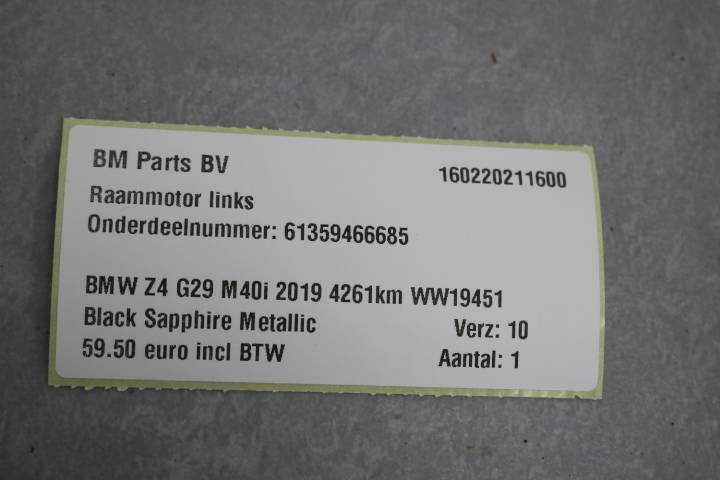 BM Parts BV 160220211600
Raammotor links
Onderdeelnummer: 61359466685
BMW Z4 G29 M40i 2019 4261km WW19451
Black Sapphire Metallic Verz: 10
59.50 euro incl BTW Aantal: 1